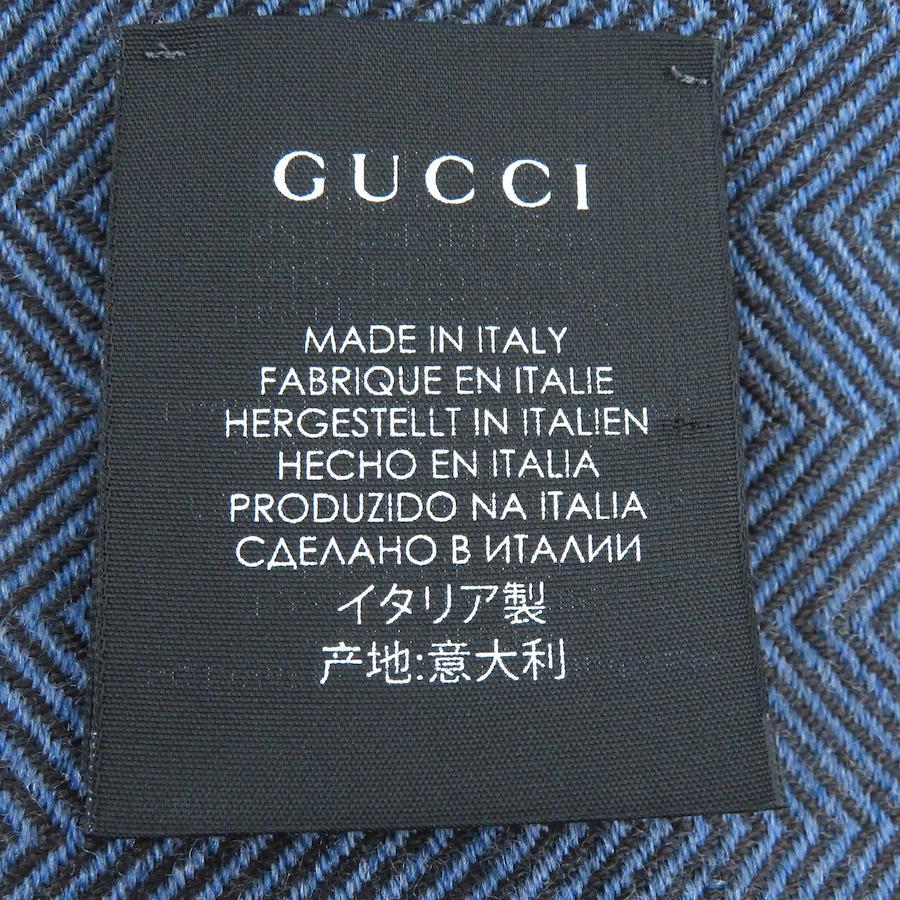 GUCCI
MADE IN ITALY
FABRIQUE EN ITALIE
HERGESTELLT IN ITALIEN
HECHO EN ITALIA
PRODUZIDO NA ITALIA
СДЕЛАНО В ИТАЛИИ
イタリア製
产地:意大利